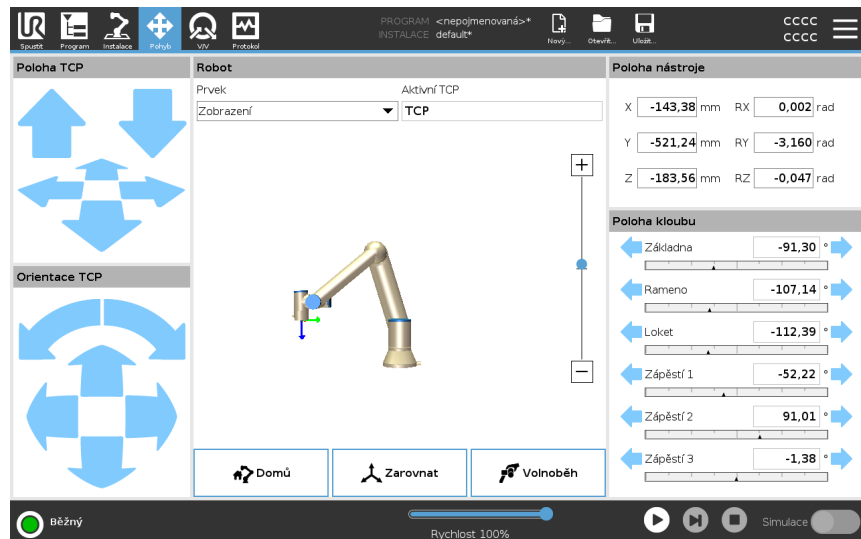 UR
Spustit
Program
Instalace
Pohyb
V/V
Protokol
PROGRAM <nepojmenovaná>*
INSTALACE default*
Nový...
Otevřít...
Uložit...
cccc
cccc
Poloha TCP
Robot
Poloha nástroje
Prvek
Aktivní TCP
Zobrazení
TCP
X -143,38 mm RX 0,002 rad
Y -521,24 mm RY -3,160 rad
Z -183,56 mm RZ -0,047 rad
Poloha kloubu
Základna -91,30 °
Orientace TCP
Rameno -107,14 °
Loket -112,39 °
Zápěstí 1 -52,22 °
Zápěstí 2 91,01 °
Zápěstí 3 -1,38 °
Domů
Zarovnat
Volnoběh
Běžný
Rychlost 100%
Simulace